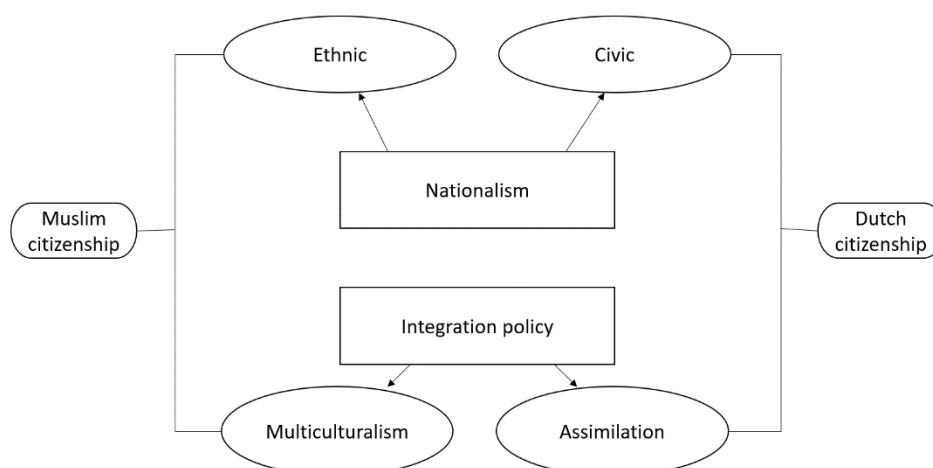 Ethnic
Civic
Nationalism
Muslim
citizenship
Dutch
citizenship
Integration policy
Multiculturalism
Assimilation